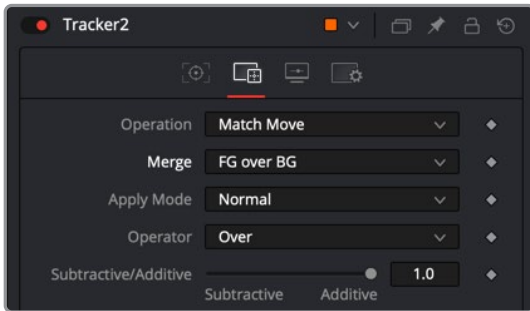 Tracker2
Operation Match Move
Merge FG over BG
Apply Mode Normal
Operator Over
Subtractive/Additive 1.0
Subtractive Additive